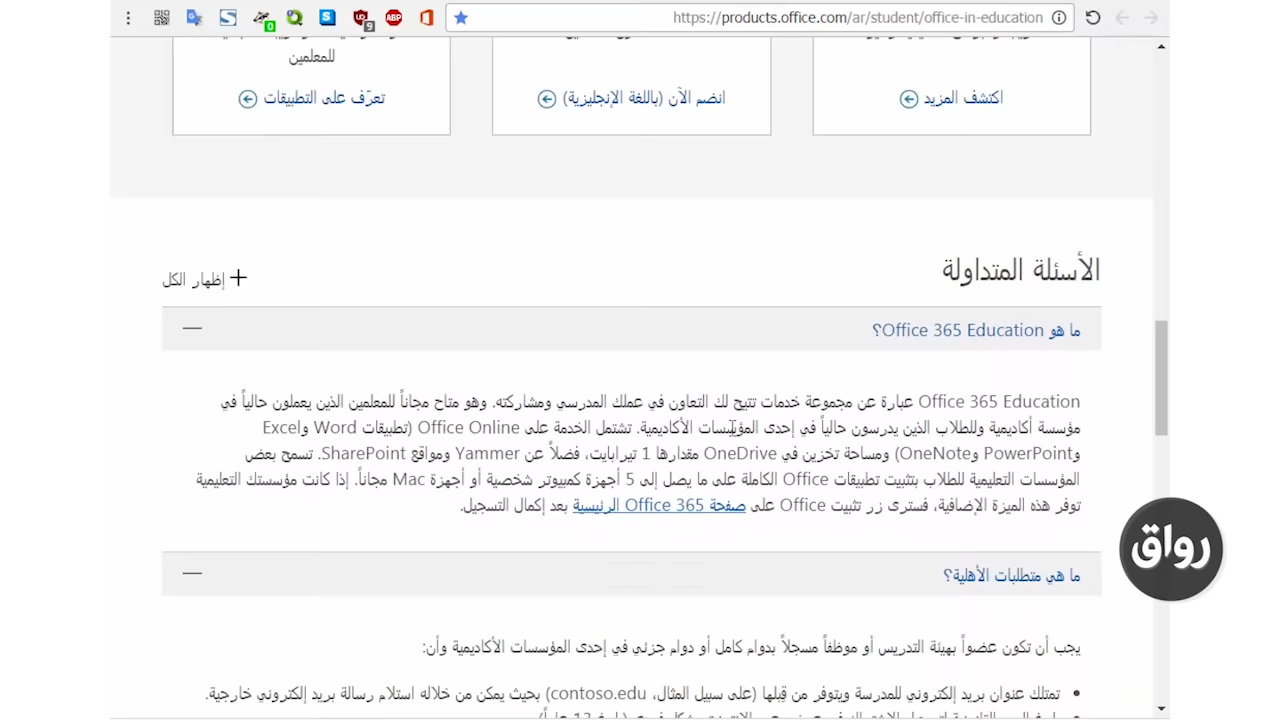 https://products.office.com/ar/student/office-in-education
للمعلمين
اكتشف المزيد
انضم الآن (باللغة الإنجليزية)
تعرّف على التطبيقات
الأسئلة المتداولة
إظهار الكل
ما هو Office 365 Education؟
Office 365 Education عبارة عن مجموعة خدمات تتيح لك التعاون في عملك المدرسي ومشاركته. وهو متاح مجاناً للمعلمين الذين يعملون حالياً في
مؤسسة أكاديمية وللطلاب الذين يدرسون حالياً في إحدى المؤسسات الأكاديمية. تشتمل الخدمة على Office Online (تطبيقات Word وExcel
وPowerPoint وOneNote) ومساحة تخزين في OneDrive مقدارها 1 تيرابايت، فضلاً عن Yammer ومواقع SharePoint. تسمح بعض
المؤسسات التعليمية للطلاب بتثبيت تطبيقات Office الكاملة على ما يصل إلى 5 أجهزة كمبيوتر شخصية أو أجهزة Mac مجاناً. إذا كانت مؤسستك التعليمية
توفر هذه الميزة الإضافية، فسترى زر تثبيت Office على صفحة Office 365 الرئيسية بعد إكمال التسجيل.
رواق
ما هي متطلبات الأهلية؟
يجب أن تكون عضواً بهيئة التدريس أو موظفاً مسجلاً بدوام كامل أو دوام جزئي في إحدى المؤسسات الأكاديمية وأن:
• تمتلك عنوان بريد إلكتروني للمدرسة ويتوفر من قِبلها (على سبيل المثال، contoso.edu) بحيث يمكن من خلاله استلام رسالة بريد إلكتروني خارجية.